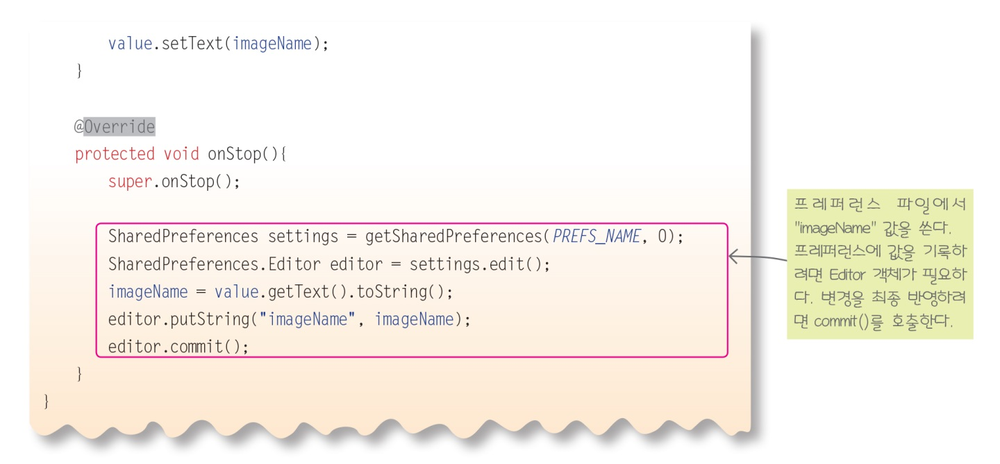 value.setText(imageName);
}
@Override
protected void onStop(){
super.onStop();
SharedPreferences settings = getSharedPreferences(PREFS_NAME, 0);
SharedPreferences.Editor editor = settings.edit();
imageName = value.getText().toString();
editor.putString("imageName", imageName);
editor.commit();
}
}
프레퍼런스 파일에서
"imageName" 값을 쓴다.
프레퍼런스에 값을 기록하
려면 Editor 객체가 필요하
다. 변경을 최종 반영하려
면 commit()를 호출한다.